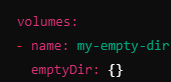 volumes:
- name: my-empty-dir
  emptyDir: {}